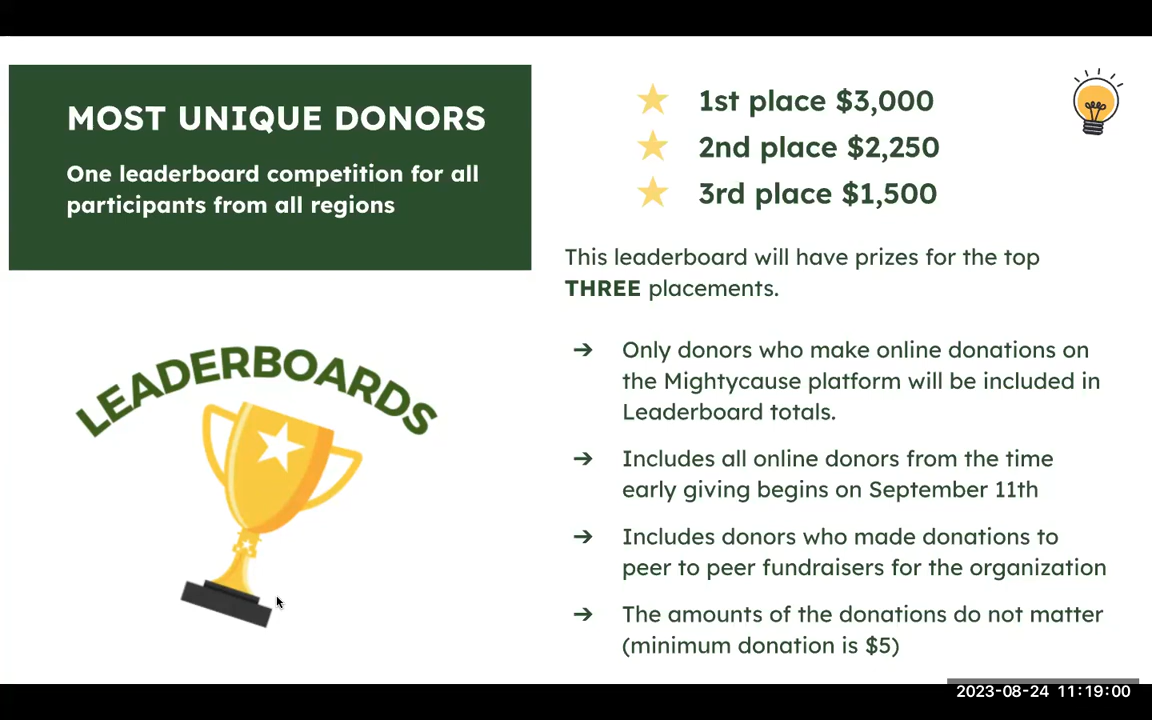 MOST UNIQUE DONORS
One leaderboard competition for all
participants from all regions
LEADERBOARDS
1st place $3,000
2nd place $2,250
3rd place $1,500
This leaderboard will have prizes for the top
THREE placements.
➔ Only donors who make online donations on
the Mightycause platform will be included in
Leaderboard totals.
➔ Includes all online donors from the time
early giving begins on September 11th
➔ Includes donors who made donations to
peer to peer fundraisers for the organization
➔ The amounts of the donations do not matter
(minimum donation is $5)
2023-08-24 11:19:00